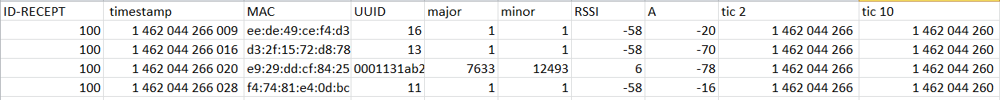 ID-RECEPT timestamp MAC UUID major minor RSSI A tic 2 tic 10
100 1 462 044 266 009 ee:de:49:ce:f4:d3 16 1 1 -58 -20 1 462 044 266 1 462 044 260
100 1 462 044 266 016 d3:2f:15:72:d8:78 13 1 1 -58 -70 1 462 044 266 1 462 044 260
100 1 462 044 266 020 e9:29:dd:cf:84:25 0001131ab2 7633 12493 6 -78 1 462 044 266 1 462 044 260
100 1 462 044 266 028 f4:74:81:e4:0d:bc 11 1 1 -58 -16 1 462 044 266 1 462 044 260